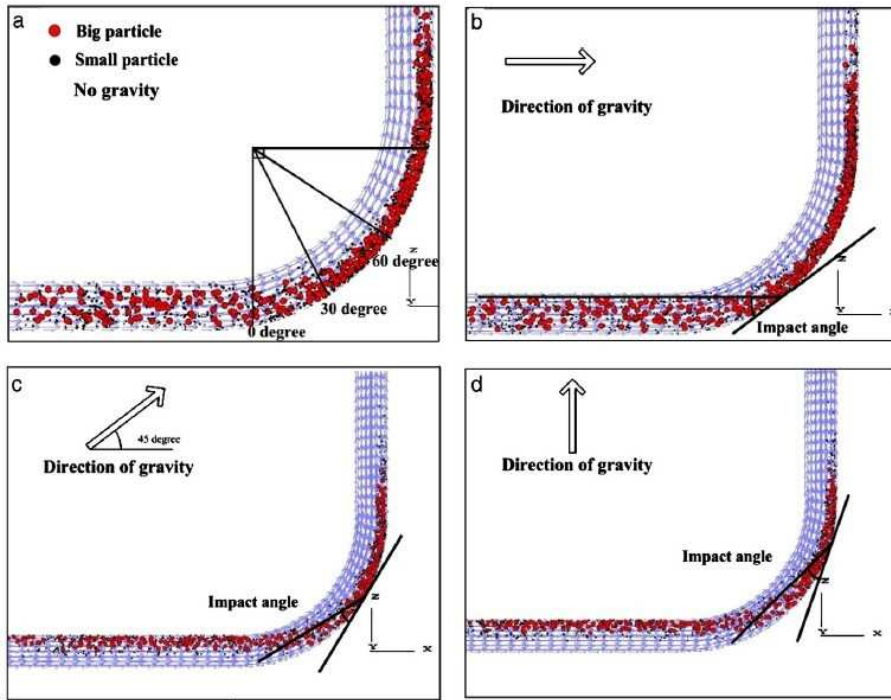 a
Big particle
Small particle
No gravity
60 degree
30 degree
0 degree
N
Y
b
Direction of gravity
Impact angle
N
Y
c
45 degree
Direction of gravity
Impact angle
N
Y
X
d
Direction of gravity
Impact angle
N
Y
X